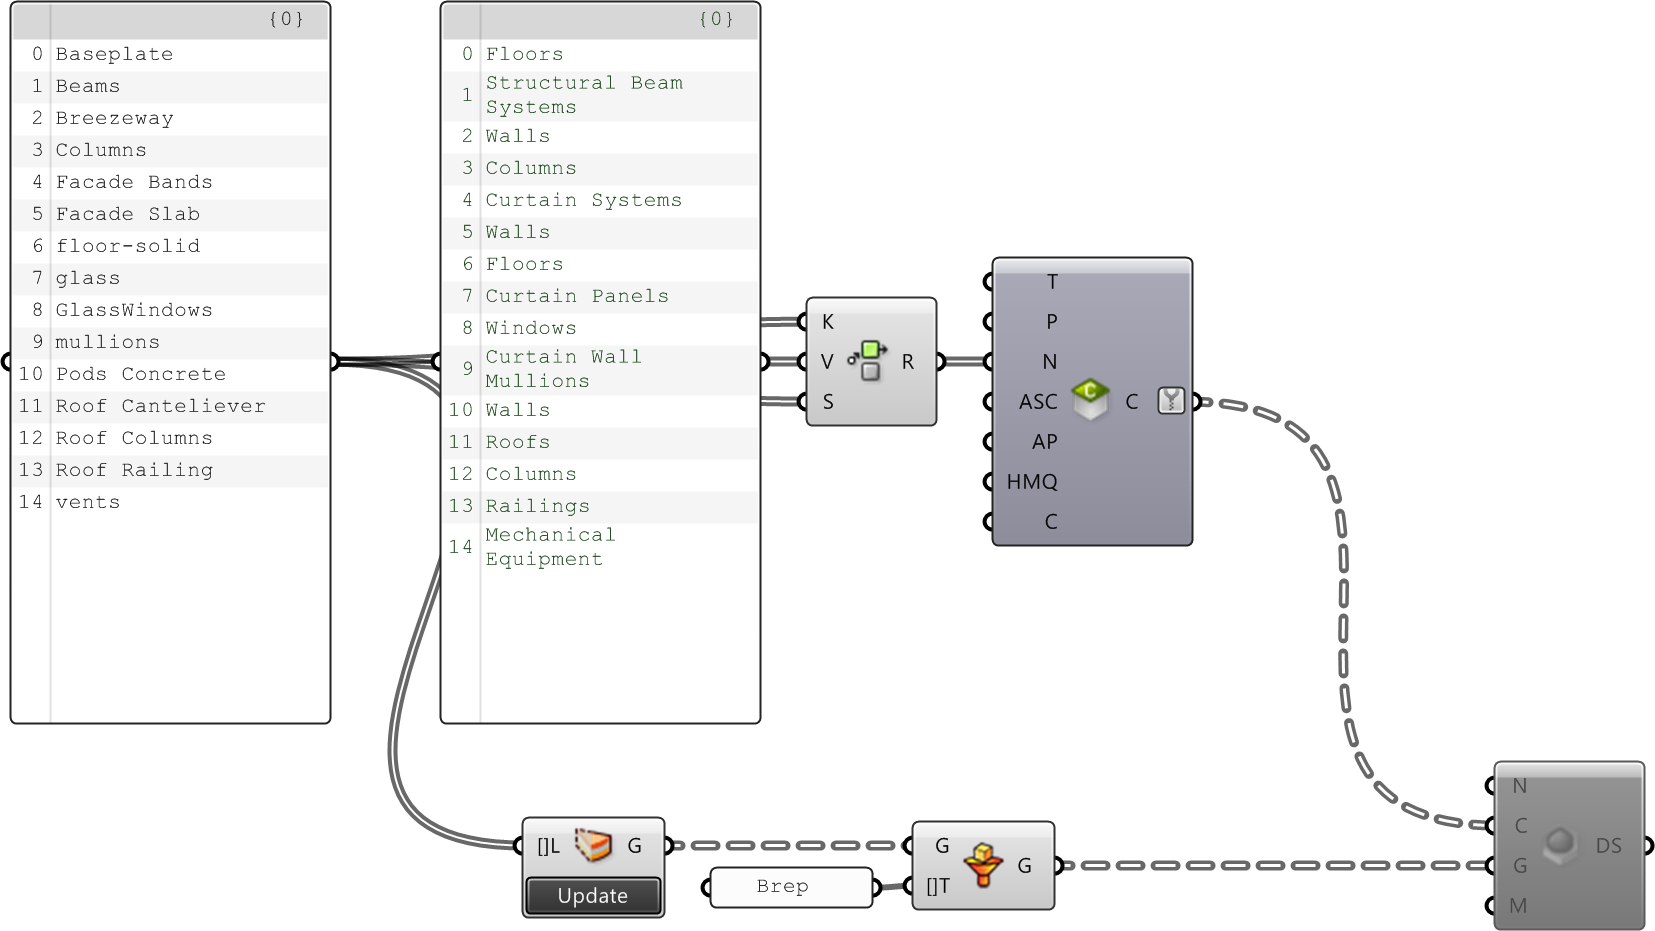 {0}
0 Baseplate
1 Beams
2 Breezeway
3 Columns
4 Facade Bands
5 Facade Slab
6 floor-solid
7 glass
8 GlassWindows
9 mullions
10 Pods Concrete
11 Roof Canteliever
12 Roof Columns
13 Roof Railing
14 vents
{0}
0 Floors
1 Structural Beam
Systems
2 Walls
3 Columns
4 Curtain Systems
5 Walls
6 Floors
7 Curtain Panels
8 Windows
9 Curtain Wall
Mullions
10 Walls
11 Roofs
12 Columns
13 Railings
14 Mechanical
Equipment
K
V R
S
T
P
N
ASC C C
AP
HMQ
C
[]L G
Update
Brep
G
[]T G
N
C
G DS
M